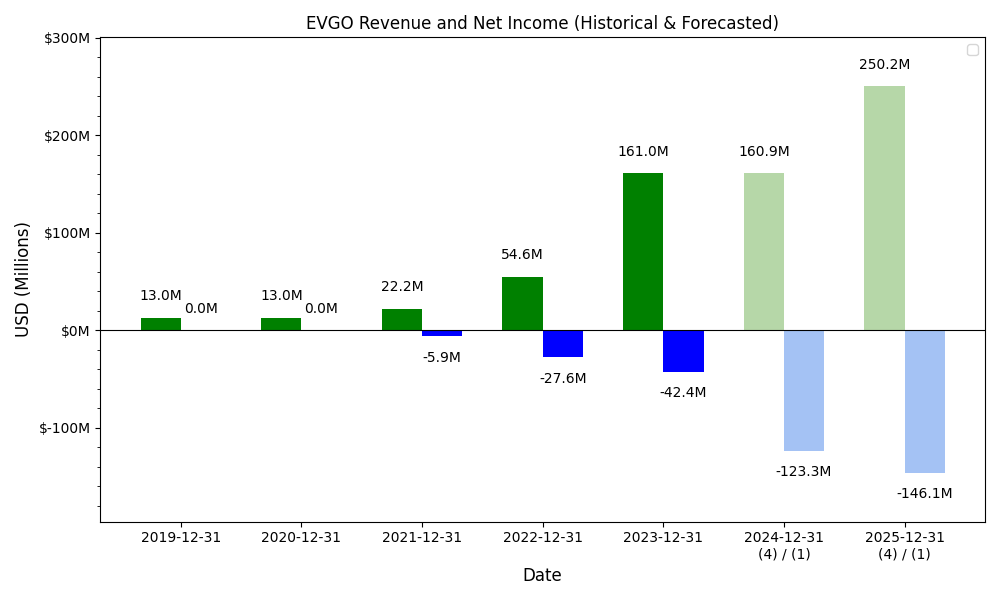 EVGO Revenue and Net Income (Historical & Forecasted)
$300M
$200M
$100M
$0M
$-100M
USD (Millions)
13.0M
0.0M
13.0M
0.0M
22.2M
-5.9M
54.6M
-27.6M
161.0M
-42.4M
160.9M
-123.3M
250.2M
-146.1M
2019-12-31
2020-12-31
2021-12-31
2022-12-31
2023-12-31
2024-12-31
(4) / (1)
2025-12-31
(4) / (1)
Date